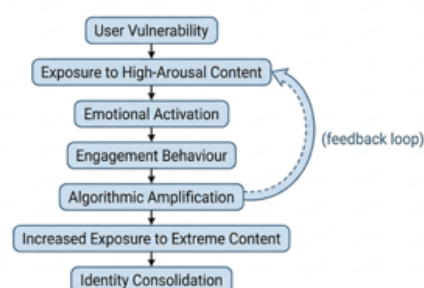 User Vulnerability
Exposure to High-Arousal Content
Emotional Activation
Engagement Behaviour
(feedback loop)
Algorithmic Amplification
Increased Exposure to Extreme Content
Identity Consolidation